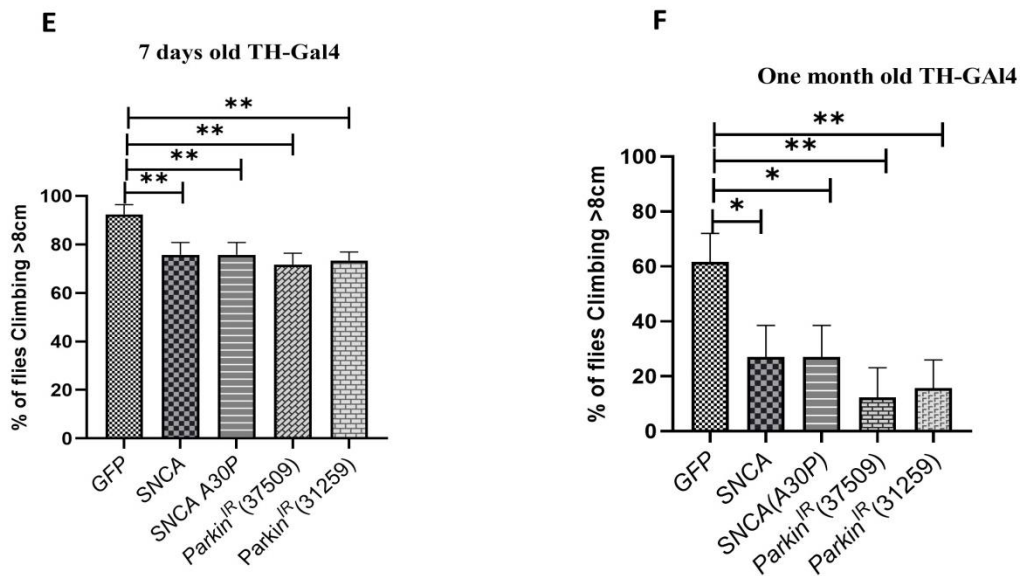 E
7 days old TH-Gal4
**
**
**
**
% of flies Climbing >8cm
100
80
60
40
20
0
GFP
SNCA
SNCA A30P
Parkin^IR(37509)
Parkin^IR(31259)
F
One month old TH-GAl4
**
**
*
*
% of flies Climbing >8cm
100
80
60
40
20
0
GFP
SNCA
SNCA(A30P)
Parkin^IR(37509)
Parkin^IR(31259)